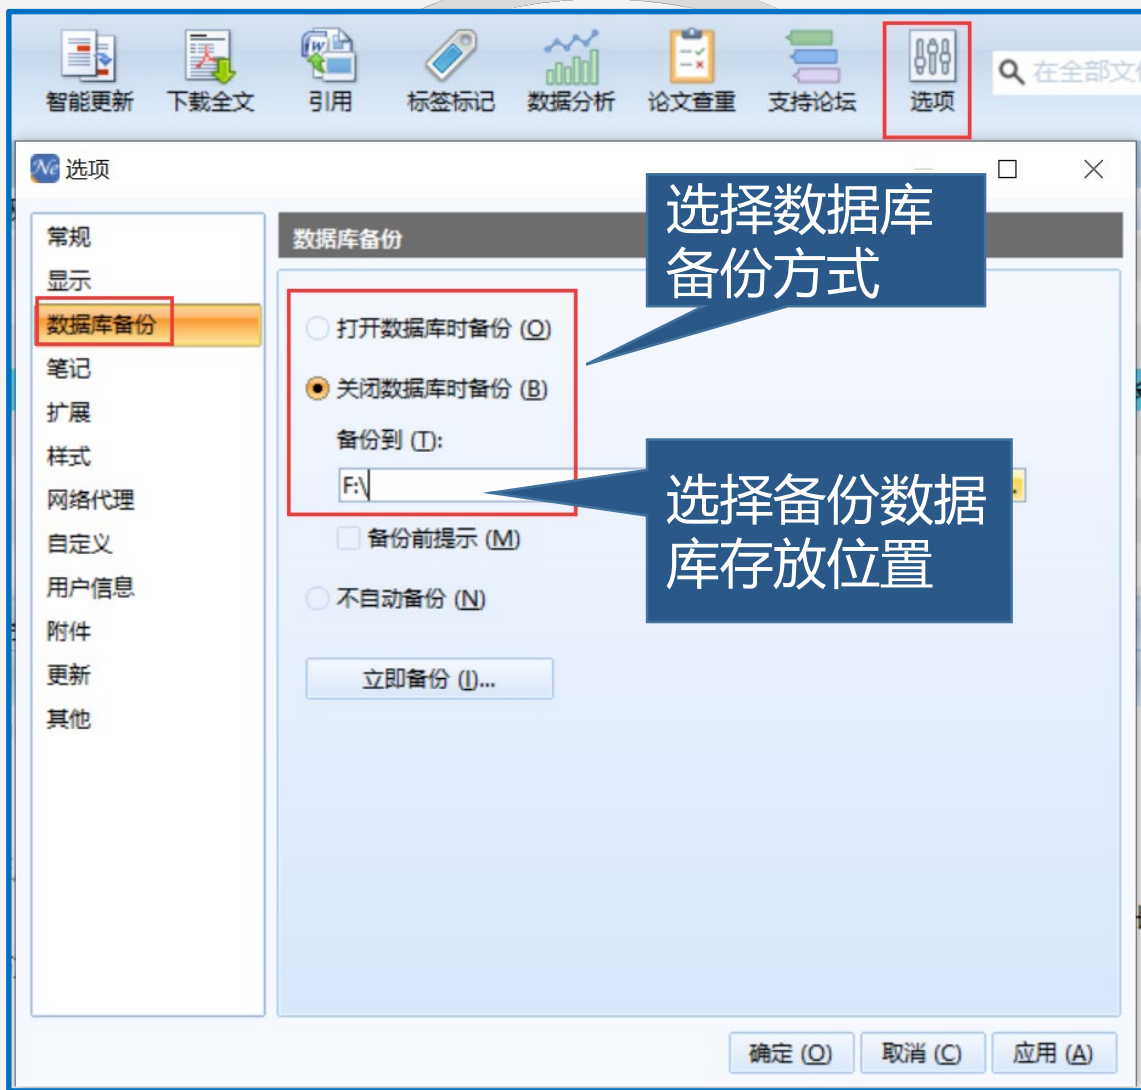 智能更新 下载全文 引用 标签标记 数据分析 论文查重 支持论坛 选项 在全部文
Ne 选项
选择数据库
备份方式
常规
显示
数据库备份
笔记
扩展
样式
网络代理
自定义
用户信息
附件
更新
其他
数据库备份
打开数据库时备份 (O)
关闭数据库时备份 (B)
备份到 (T):
F:\
选择备份数据
库存放位置
备份前提示 (M)
不自动备份 (N)
立即备份 (I)...
确定 (O) 取消 (C) 应用 (A)